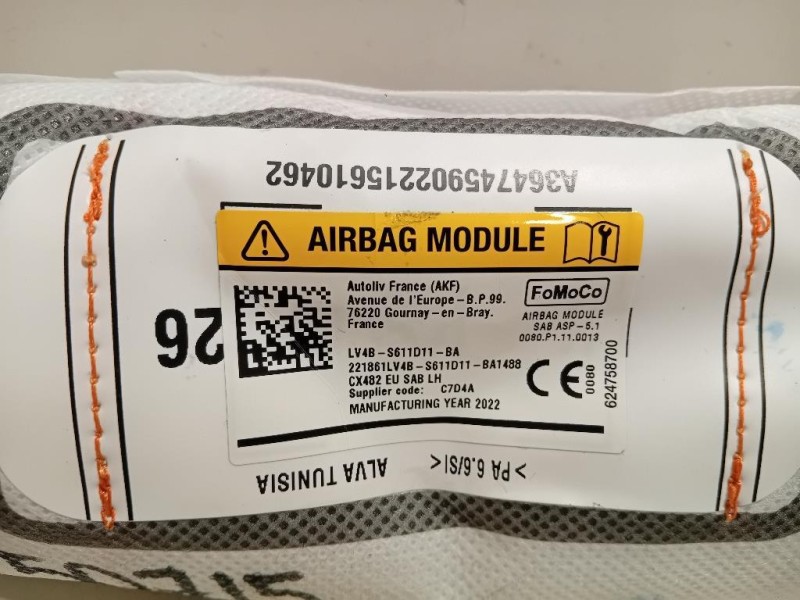 A364745902215610462
AIRBAG MODULE
Autoliv France (AKF)
Avenue de l'Europe-B.P.99.
76220 Gournay-en-Bray.
France
FoMoCo
AIRBAG MODULE
SAB ASP-5.1
0080.P1.11.0013
26
LV4B-S611D11-BA
221861LV4B-S611D11-BA1488
CX482 EU SAB LH
Supplier code: C7D4A
MANUFACTURING YEAR 2022
CE
0080
624758700
>PA 6.6/SI<
ALVA TUNISIA